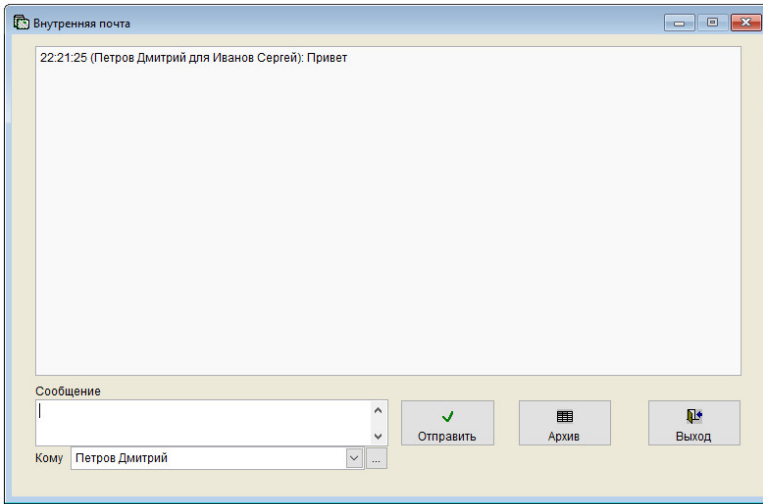 Внутренняя почта
22:21:25 (Петров Дмитрий для Иванов Сергей): Привет
Сообщение
Отправить
Архив
Выход
Кому Петров Дмитрий ...